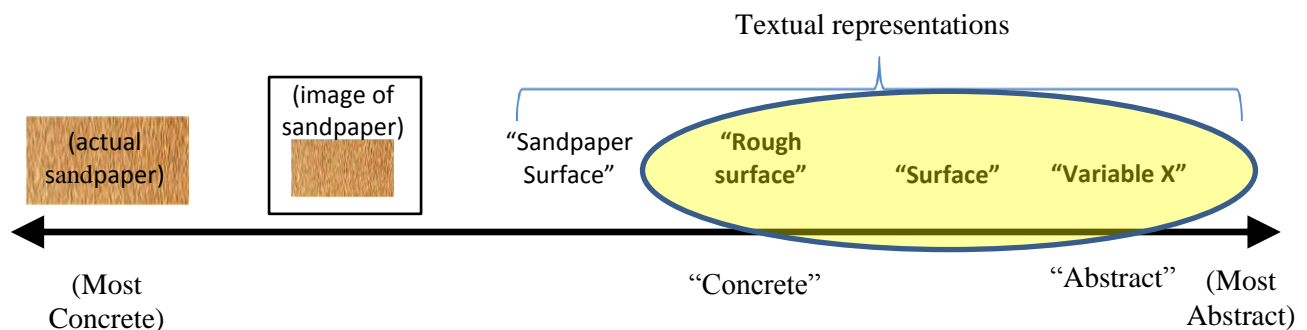 Textual representations
(actual
sandpaper)
(image of
sandpaper)
“Sandpaper
Surface”
“Rough
surface”
“Surface”
“Variable X”
(Most
Concrete)
“Concrete”
“Abstract”
(Most
Abstract)